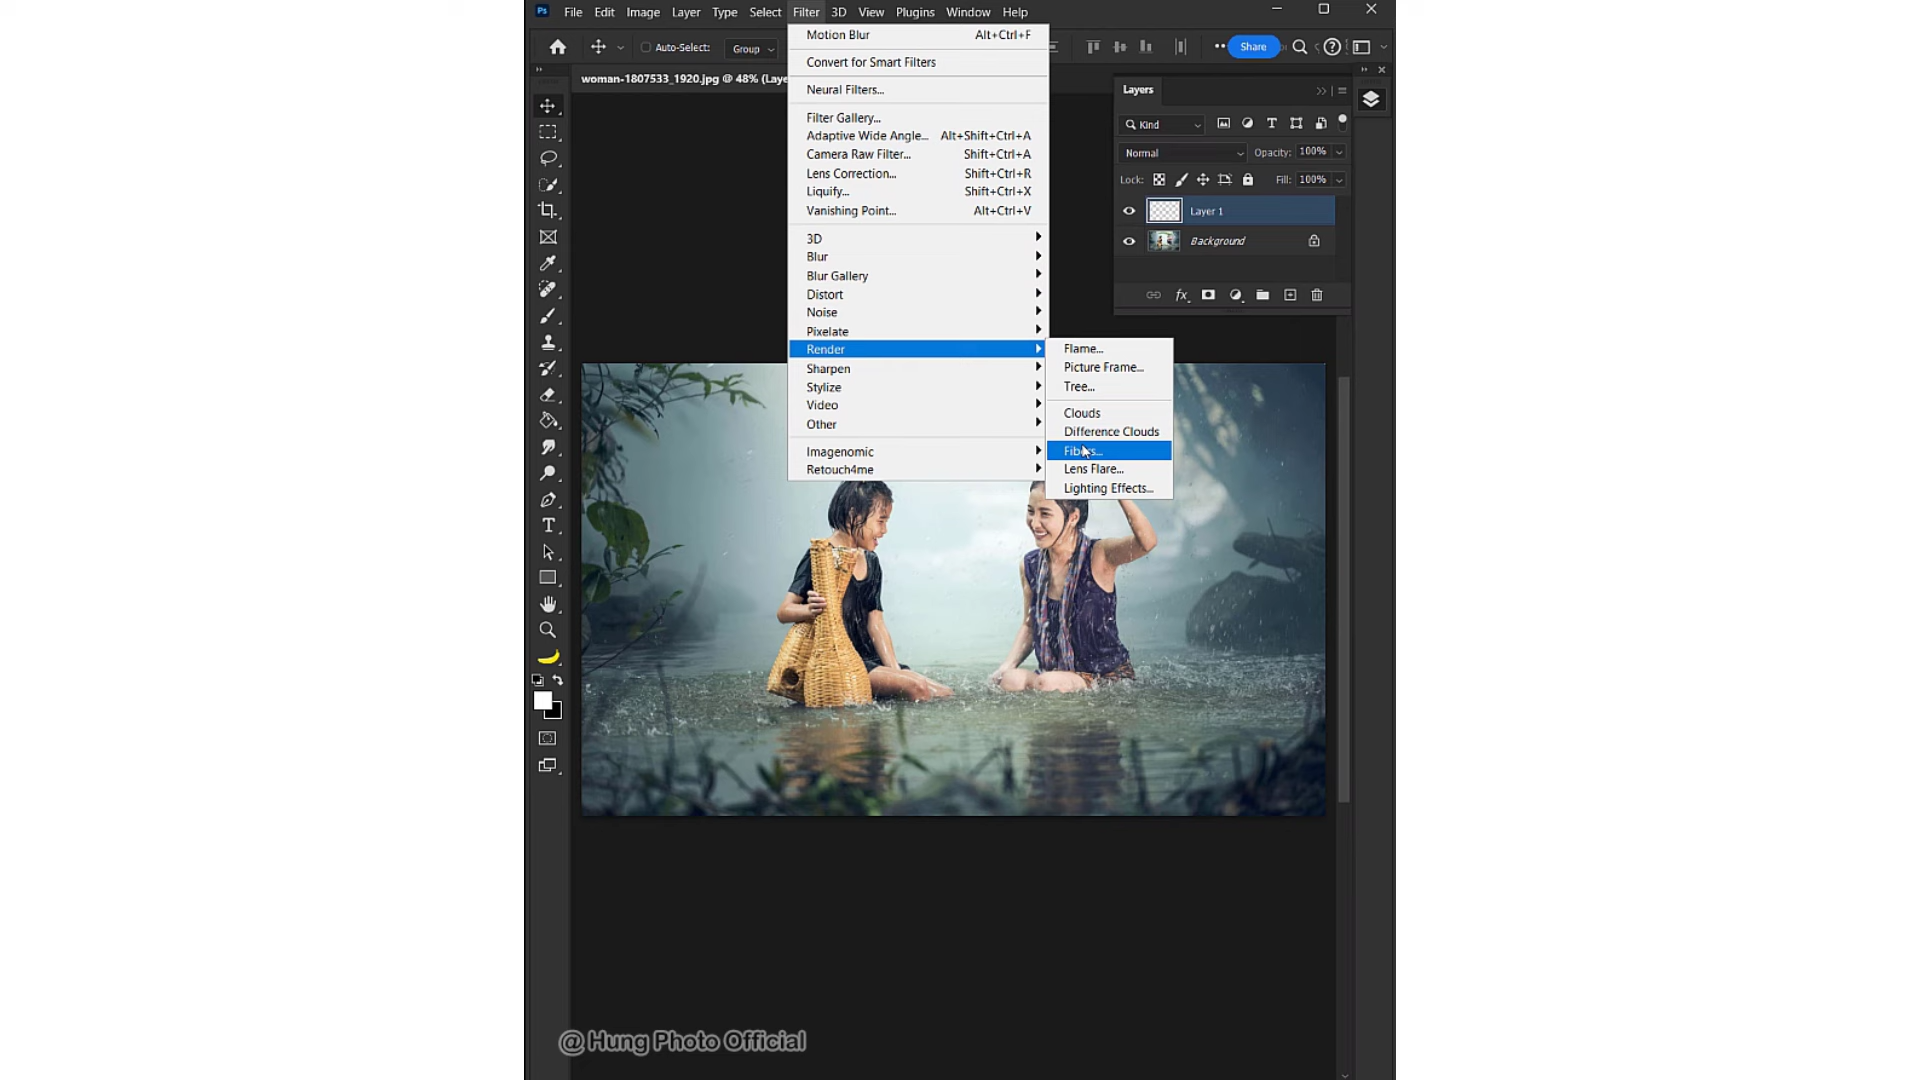 Ps File Edit Image Layer Type Select Filter 3D View Plugins Window Help
Auto-Select: Group Share
woman-1807533_1920.jpg @ 48% (Laye
Motion Blur Alt+Ctrl+F
Convert for Smart Filters
Neural Filters...
Filter Gallery...
Adaptive Wide Angle... Alt+Shift+Ctrl+A
Camera Raw Filter... Shift+Ctrl+A
Lens Correction... Shift+Ctrl+R
Liquify... Shift+Ctrl+X
Vanishing Point... Alt+Ctrl+V
3D
Blur
Blur Gallery
Distort
Noise
Pixelate
Render
Sharpen
Stylize
Video
Other
Imagenomic
Retouch4me
Flame...
Picture Frame...
Tree...
Clouds
Difference Clouds
Fibers...
Lens Flare...
Lighting Effects...
Layers
Kind
Normal Opacity: 100%
Lock: Fill: 100%
Layer 1
Background
@ Hung Photo Official